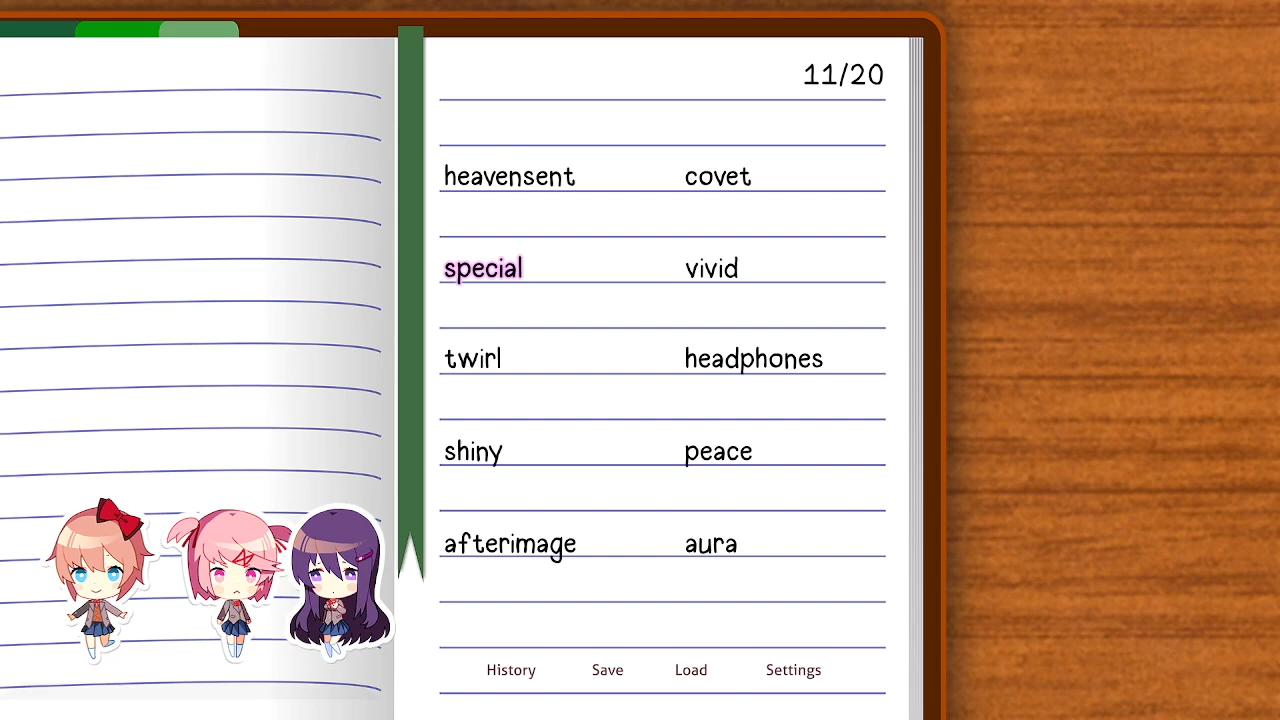 11/20
heavensent covet
special vivid
twirl headphones
shiny peace
afterimage aura
History Save Load Settings